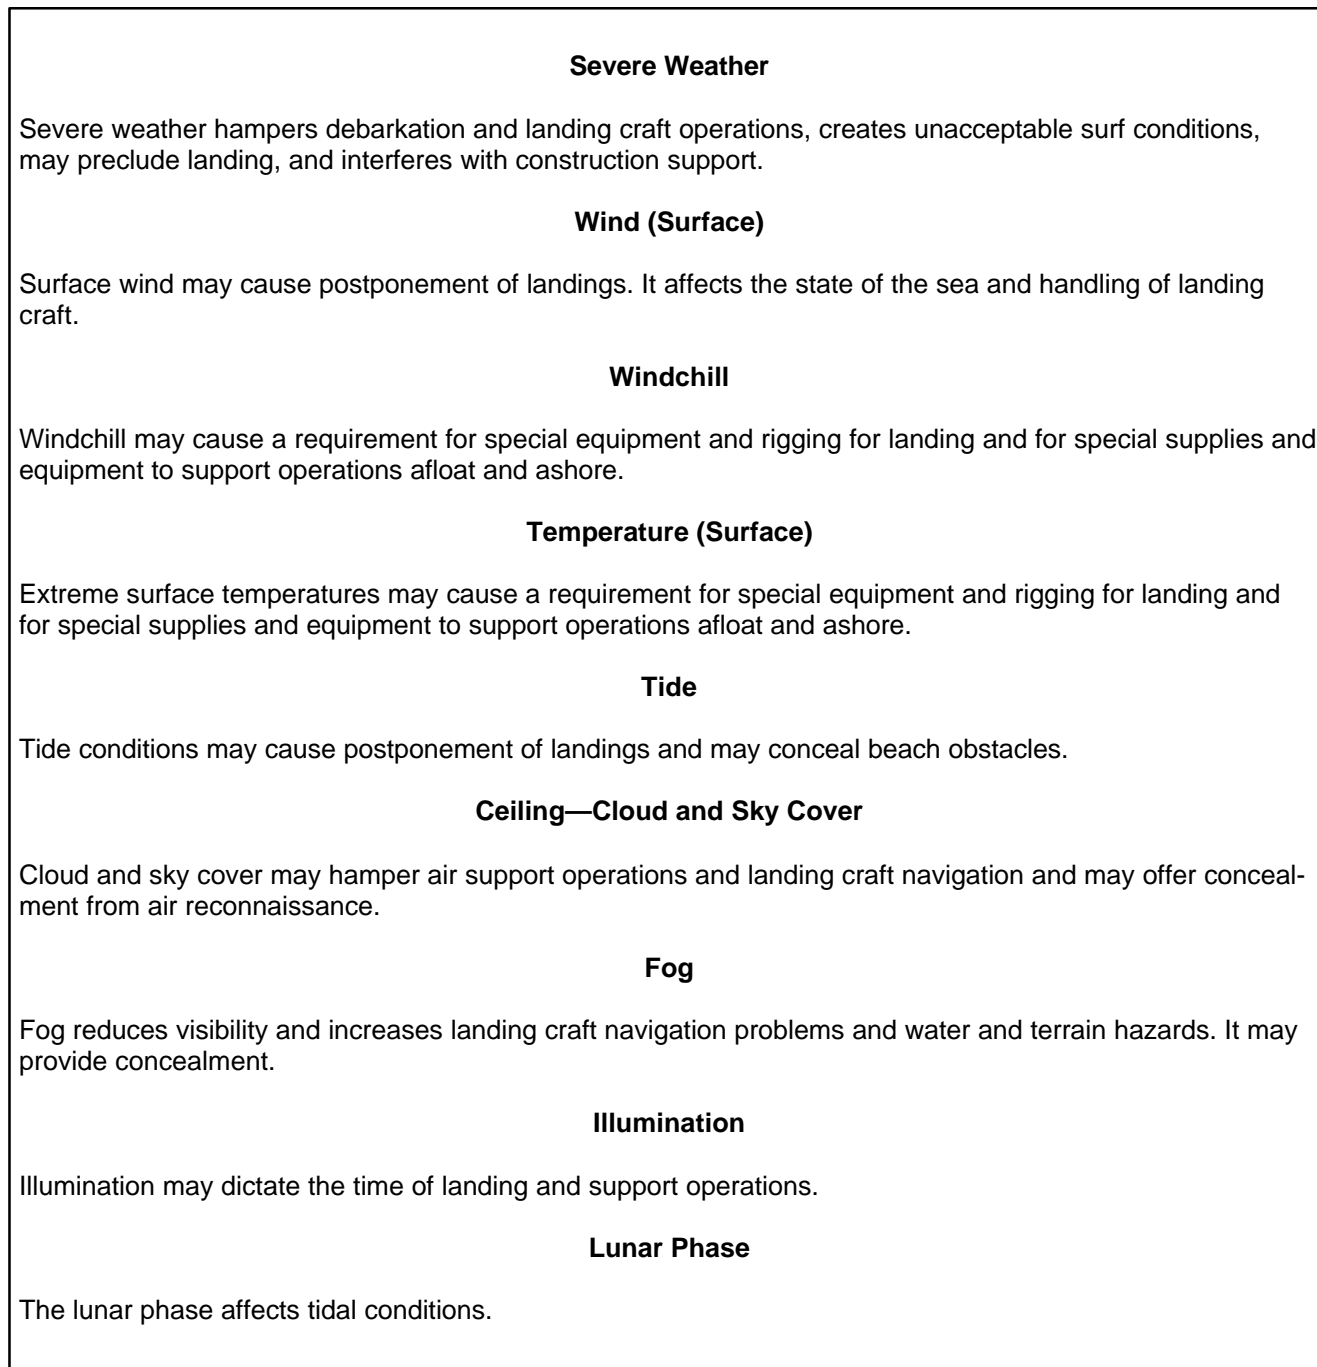 Severe Weather
Severe weather hampers debarkation and landing craft operations, creates unacceptable surf conditions,
may preclude landing, and interferes with construction support.
Wind (Surface)
Surface wind may cause postponement of landings. It affects the state of the sea and handling of landing
craft.
Windchill
Windchill may cause a requirement for special equipment and rigging for landing and for special supplies and
equipment to support operations afloat and ashore.
Temperature (Surface)
Extreme surface temperatures may cause a requirement for special equipment and rigging for landing and
for special supplies and equipment to support operations afloat and ashore.
Tide
Tide conditions may cause postponement of landings and may conceal beach obstacles.
Ceiling—Cloud and Sky Cover
Cloud and sky cover may hamper air support operations and landing craft navigation and may offer conceal-
ment from air reconnaissance.
Fog
Fog reduces visibility and increases landing craft navigation problems and water and terrain hazards. It may
provide concealment.
Illumination
Illumination may dictate the time of landing and support operations.
Lunar Phase
The lunar phase affects tidal conditions.